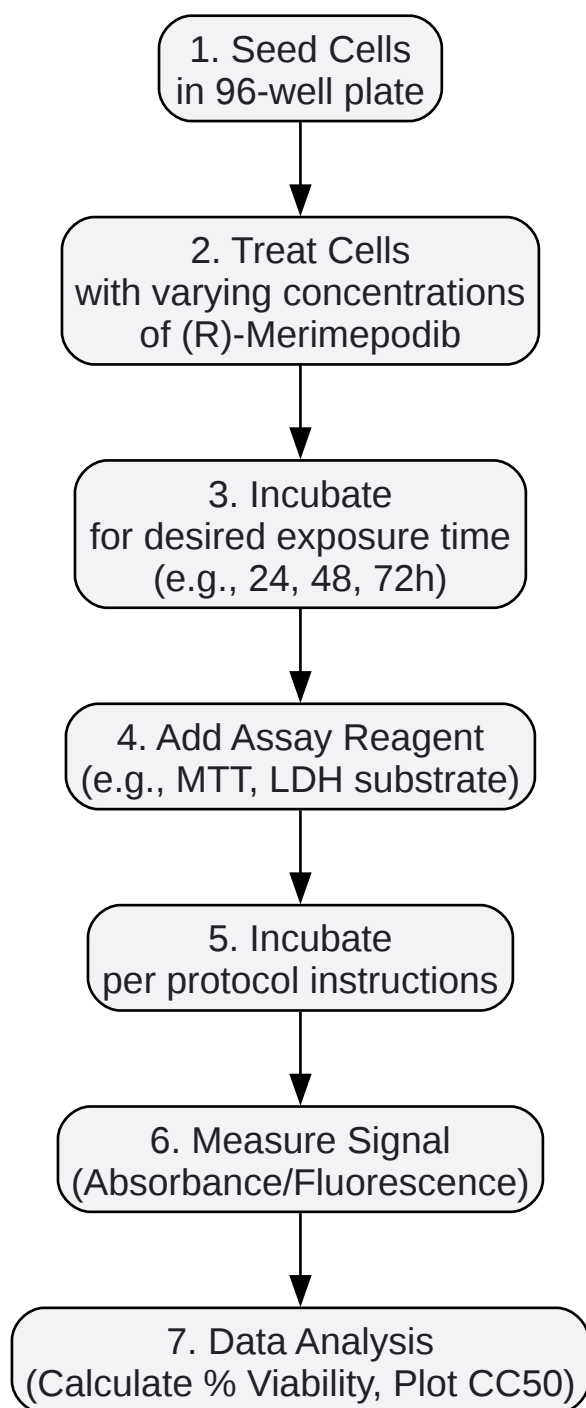 1. Seed Cells
in 96-well plate
2. Treat Cells
with varying concentrations
of (R)-Merimepodib
3. Incubate
for desired exposure time
(e.g., 24, 48, 72h)
4. Add Assay Reagent
(e.g., MTT, LDH substrate)
5. Incubate
per protocol instructions
6. Measure Signal
(Absorbance/Fluorescence)
7. Data Analysis
(Calculate % Viability, Plot CC50)